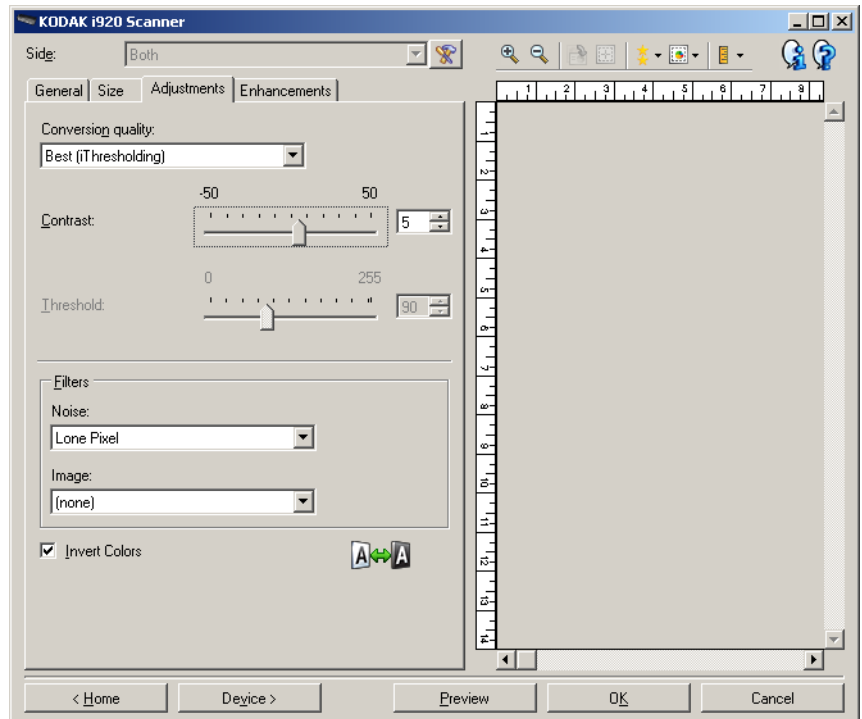 KODAK i920 Scanner
Side: Both
General Size Adjustments Enhancements
Conversion quality:
Best (iThresholding)
-50 50
Contrast: 5
0 255
Threshold: 90
Filters
Noise:
Lone Pixel
Image:
(none)
Invert Colors A A
1 2 3 4 5 6 7 8
1
2
3
4
5
6
7
8
9
10
11
12
13
14
< Home Device > Preview OK Cancel